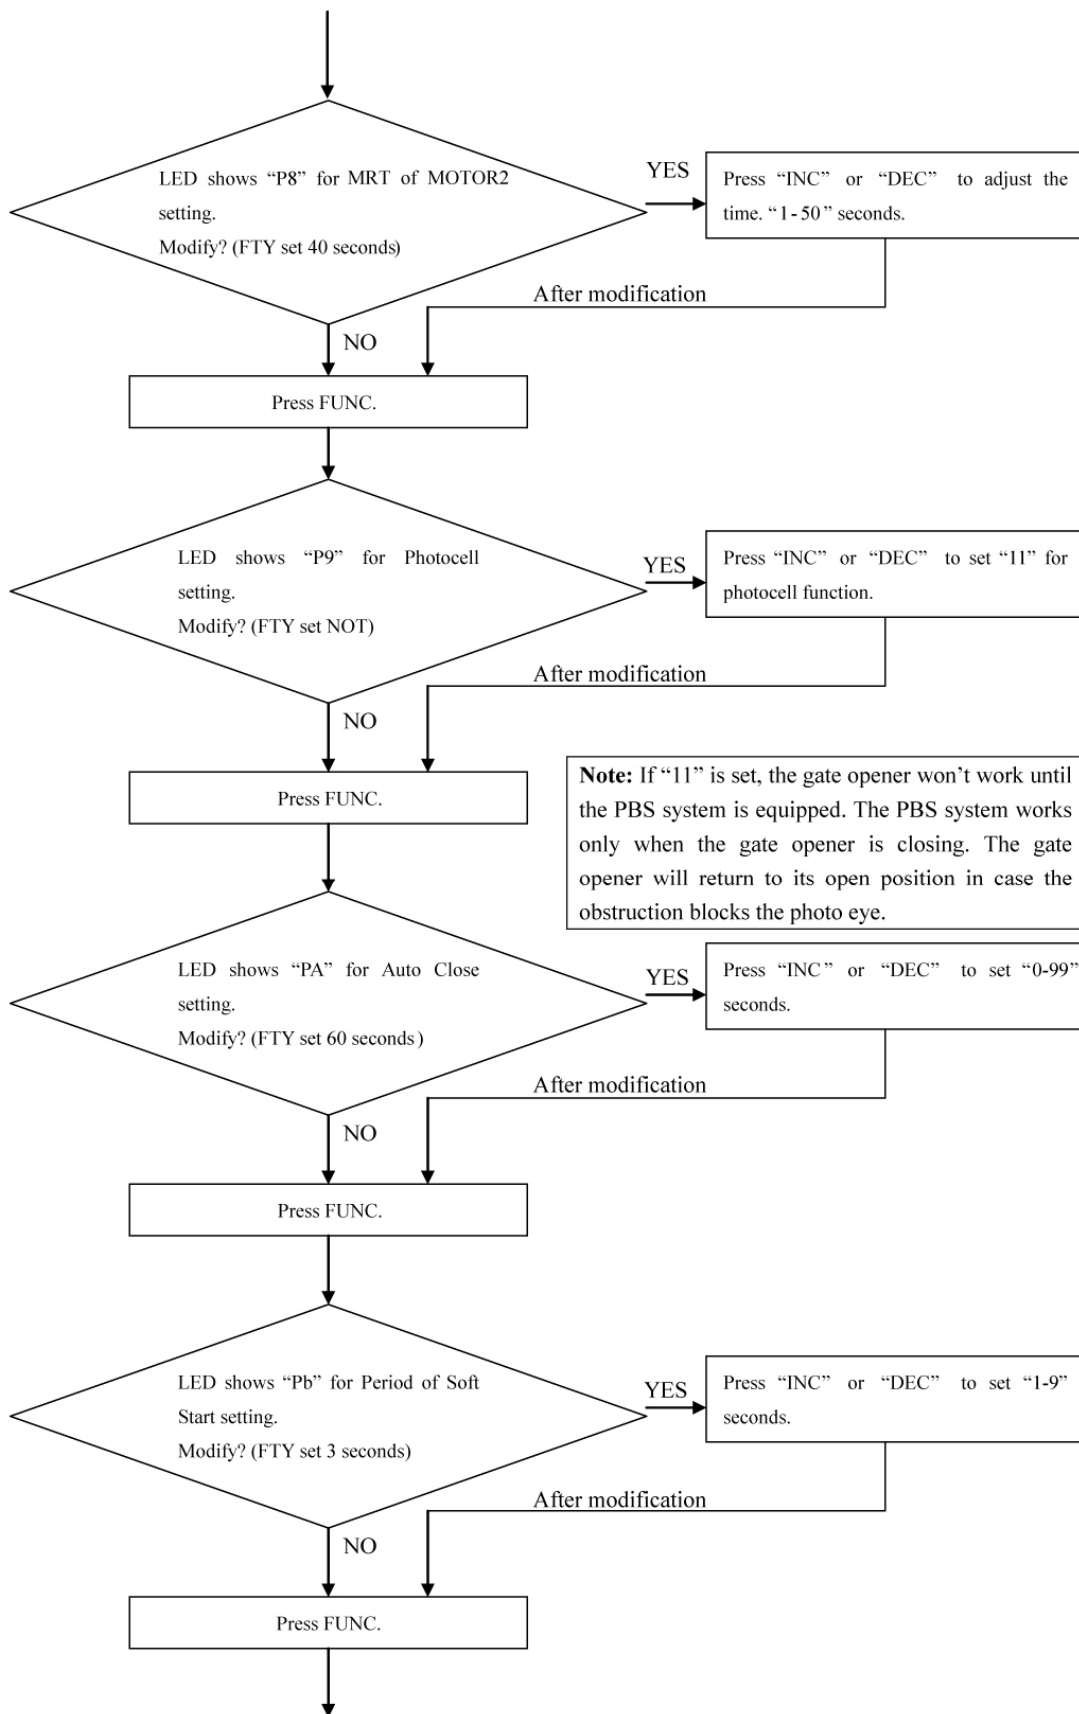 LED shows “P8” for MRT of MOTOR2
setting.
Modify? (FTY set 40 seconds)
YES
Press “INC” or “DEC” to adjust the
time. “1-50” seconds.
After modification
NO
Press FUNC.
LED shows “P9” for Photocell
setting.
Modify? (FTY set NOT)
YES
Press “INC” or “DEC” to set “11” for
photocell function.
After modification
NO
Press FUNC.
Note: If “11” is set, the gate opener won’t work until
the PBS system is equipped. The PBS system works
only when the gate opener is closing. The gate
opener will return to its open position in case the
obstruction blocks the photo eye.
LED shows “PA” for Auto Close
setting.
Modify? (FTY set 60 seconds)
YES
Press “INC” or “DEC” to set “0-99”
seconds.
After modification
NO
Press FUNC.
LED shows “Pb” for Period of Soft
Start setting.
Modify? (FTY set 3 seconds)
YES
Press “INC” or “DEC” to set “1-9”
seconds.
After modification
NO
Press FUNC.